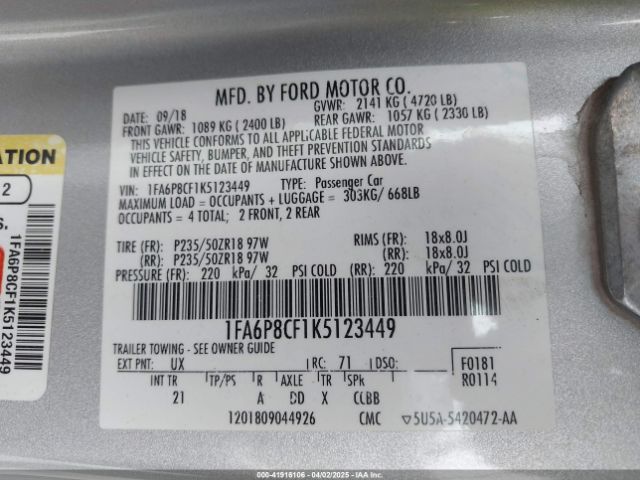 MFD. BY FORD MOTOR CO.
DATE: 09/18 GVWR: 2141 KG ( 4720 LB)
FRONT GAWR: 1089 KG ( 2400 LB) REAR GAWR: 1057 KG ( 2330 LB)
THIS VEHICLE CONFORMS TO ALL APPLICABLE FEDERAL MOTOR
VEHICLE SAFETY, BUMPER, AND THEFT PREVENTION STANDARDS IN
EFFECT ON THE DATE OF MANUFACTURE SHOWN ABOVE.
VIN: 1FA6P8CF1K5123449 TYPE: Passenger Car
MAXIMUM LOAD = OCCUPANTS + LUGGAGE = 303KG/ 668LB
OCCUPANTS = 4 TOTAL; 2 FRONT, 2 REAR
TIRE (FR): P235/50ZR18 97W RIMS (FR): 18x8.0J
(RR): P235/50ZR18 97W (RR): 18x8.0J
PRESSURE (FR): 220 kPa/ 32 PSI COLD (RR): 220 kPa/ 32 PSI COLD
1FA6P8CF1K5123449
TRAILER TOWING - SEE OWNER GUIDE
EXT PNT: UX RC: 71 DSO: F0181
INT TR TP/PS R AXLE TR SPK R0114
21 A DD X CCBB
1201809044926 CMC 5U5A-5420472-AA
ATION
2
S.
1FA6P8CF1K5123449
000-41916106 - 04/02/2025 - IAAI.COM